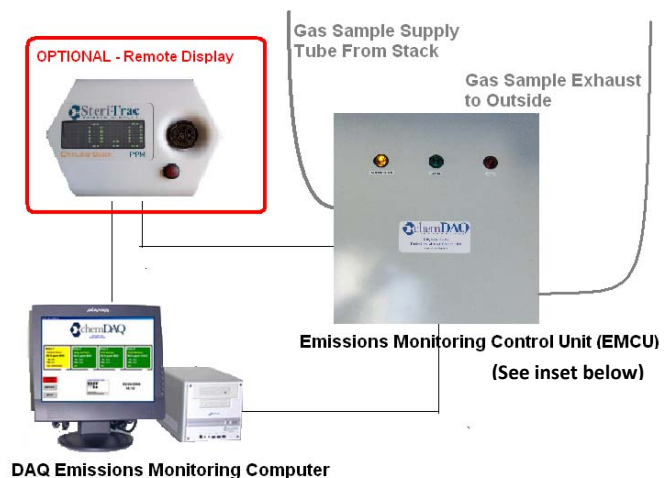 OPTIONAL - Remote Display
Gas Sample Supply
Tube From Stack
Gas Sample Exhaust
to Outside
Steri-Trac
PPM
chemDAQ
Emissions Monitoring Control Unit (EMCU)
(See inset below)
chemDAQ
DAQ Emissions Monitoring Computer